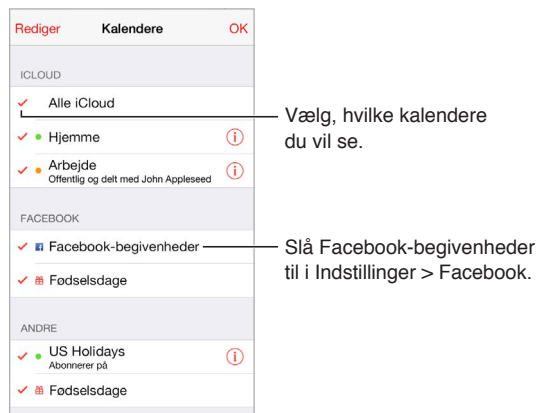 Rediger Kalendere OK
ICLOUD
Alle iCloud
Hjemme
Arbejde
Offentlig og delt med John Appleseed
FACEBOOK
Facebook-begivenheder
Fødselsdage
ANDRE
US Holidays
Abonnerer på
Fødselsdage
Vælg, hvilke kalendere
du vil se.
Slå Facebook-begivenheder
til i Indstillinger > Facebook.